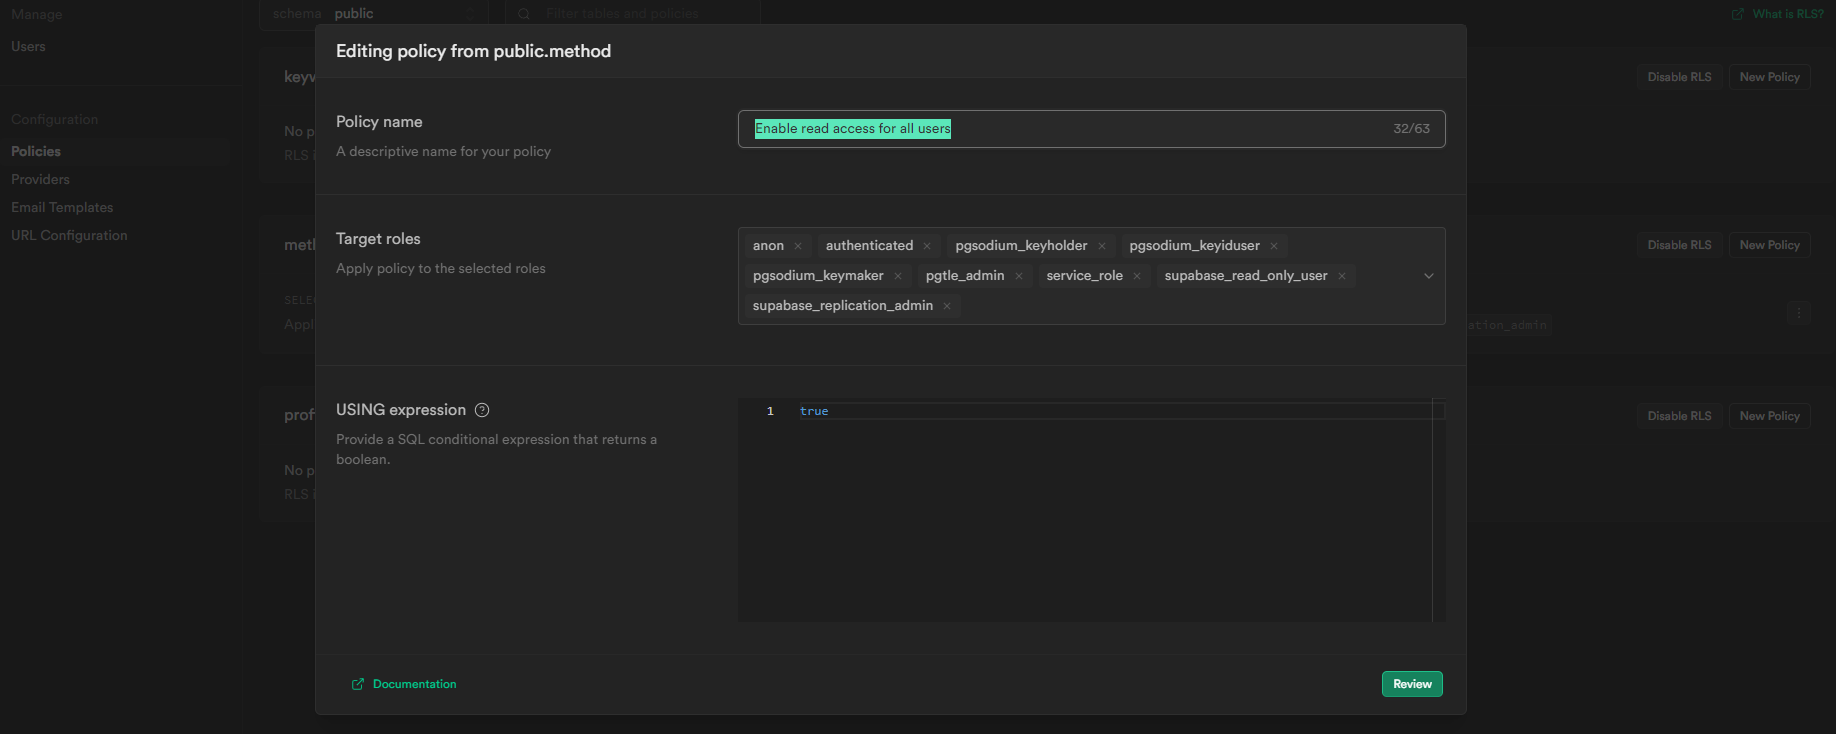 Manage
Users
Configuration
Policies
Providers
Email Templates
URL Configuration
schema public
Filter tables and policies
What is RLS?
Disable RLS New Policy
No p
RLS i
Disable RLS New Policy
SELEC
Appl
ation_admin
prof
Disable RLS New Policy
No p
RLS i
Editing policy from public.method
Policy name
A descriptive name for your policy
Enable read access for all users 32/63
Target roles
Apply policy to the selected roles
anon × authenticated × pgsodium_keyholder × pgsodium_keyiduser ×
pgsodium_keymaker × pgtle_admin × service_role × supabase_read_only_user ×
supabase_replication_admin ×
USING expression ?
Provide a SQL conditional expression that returns a
boolean.
1 true
Documentation
Review